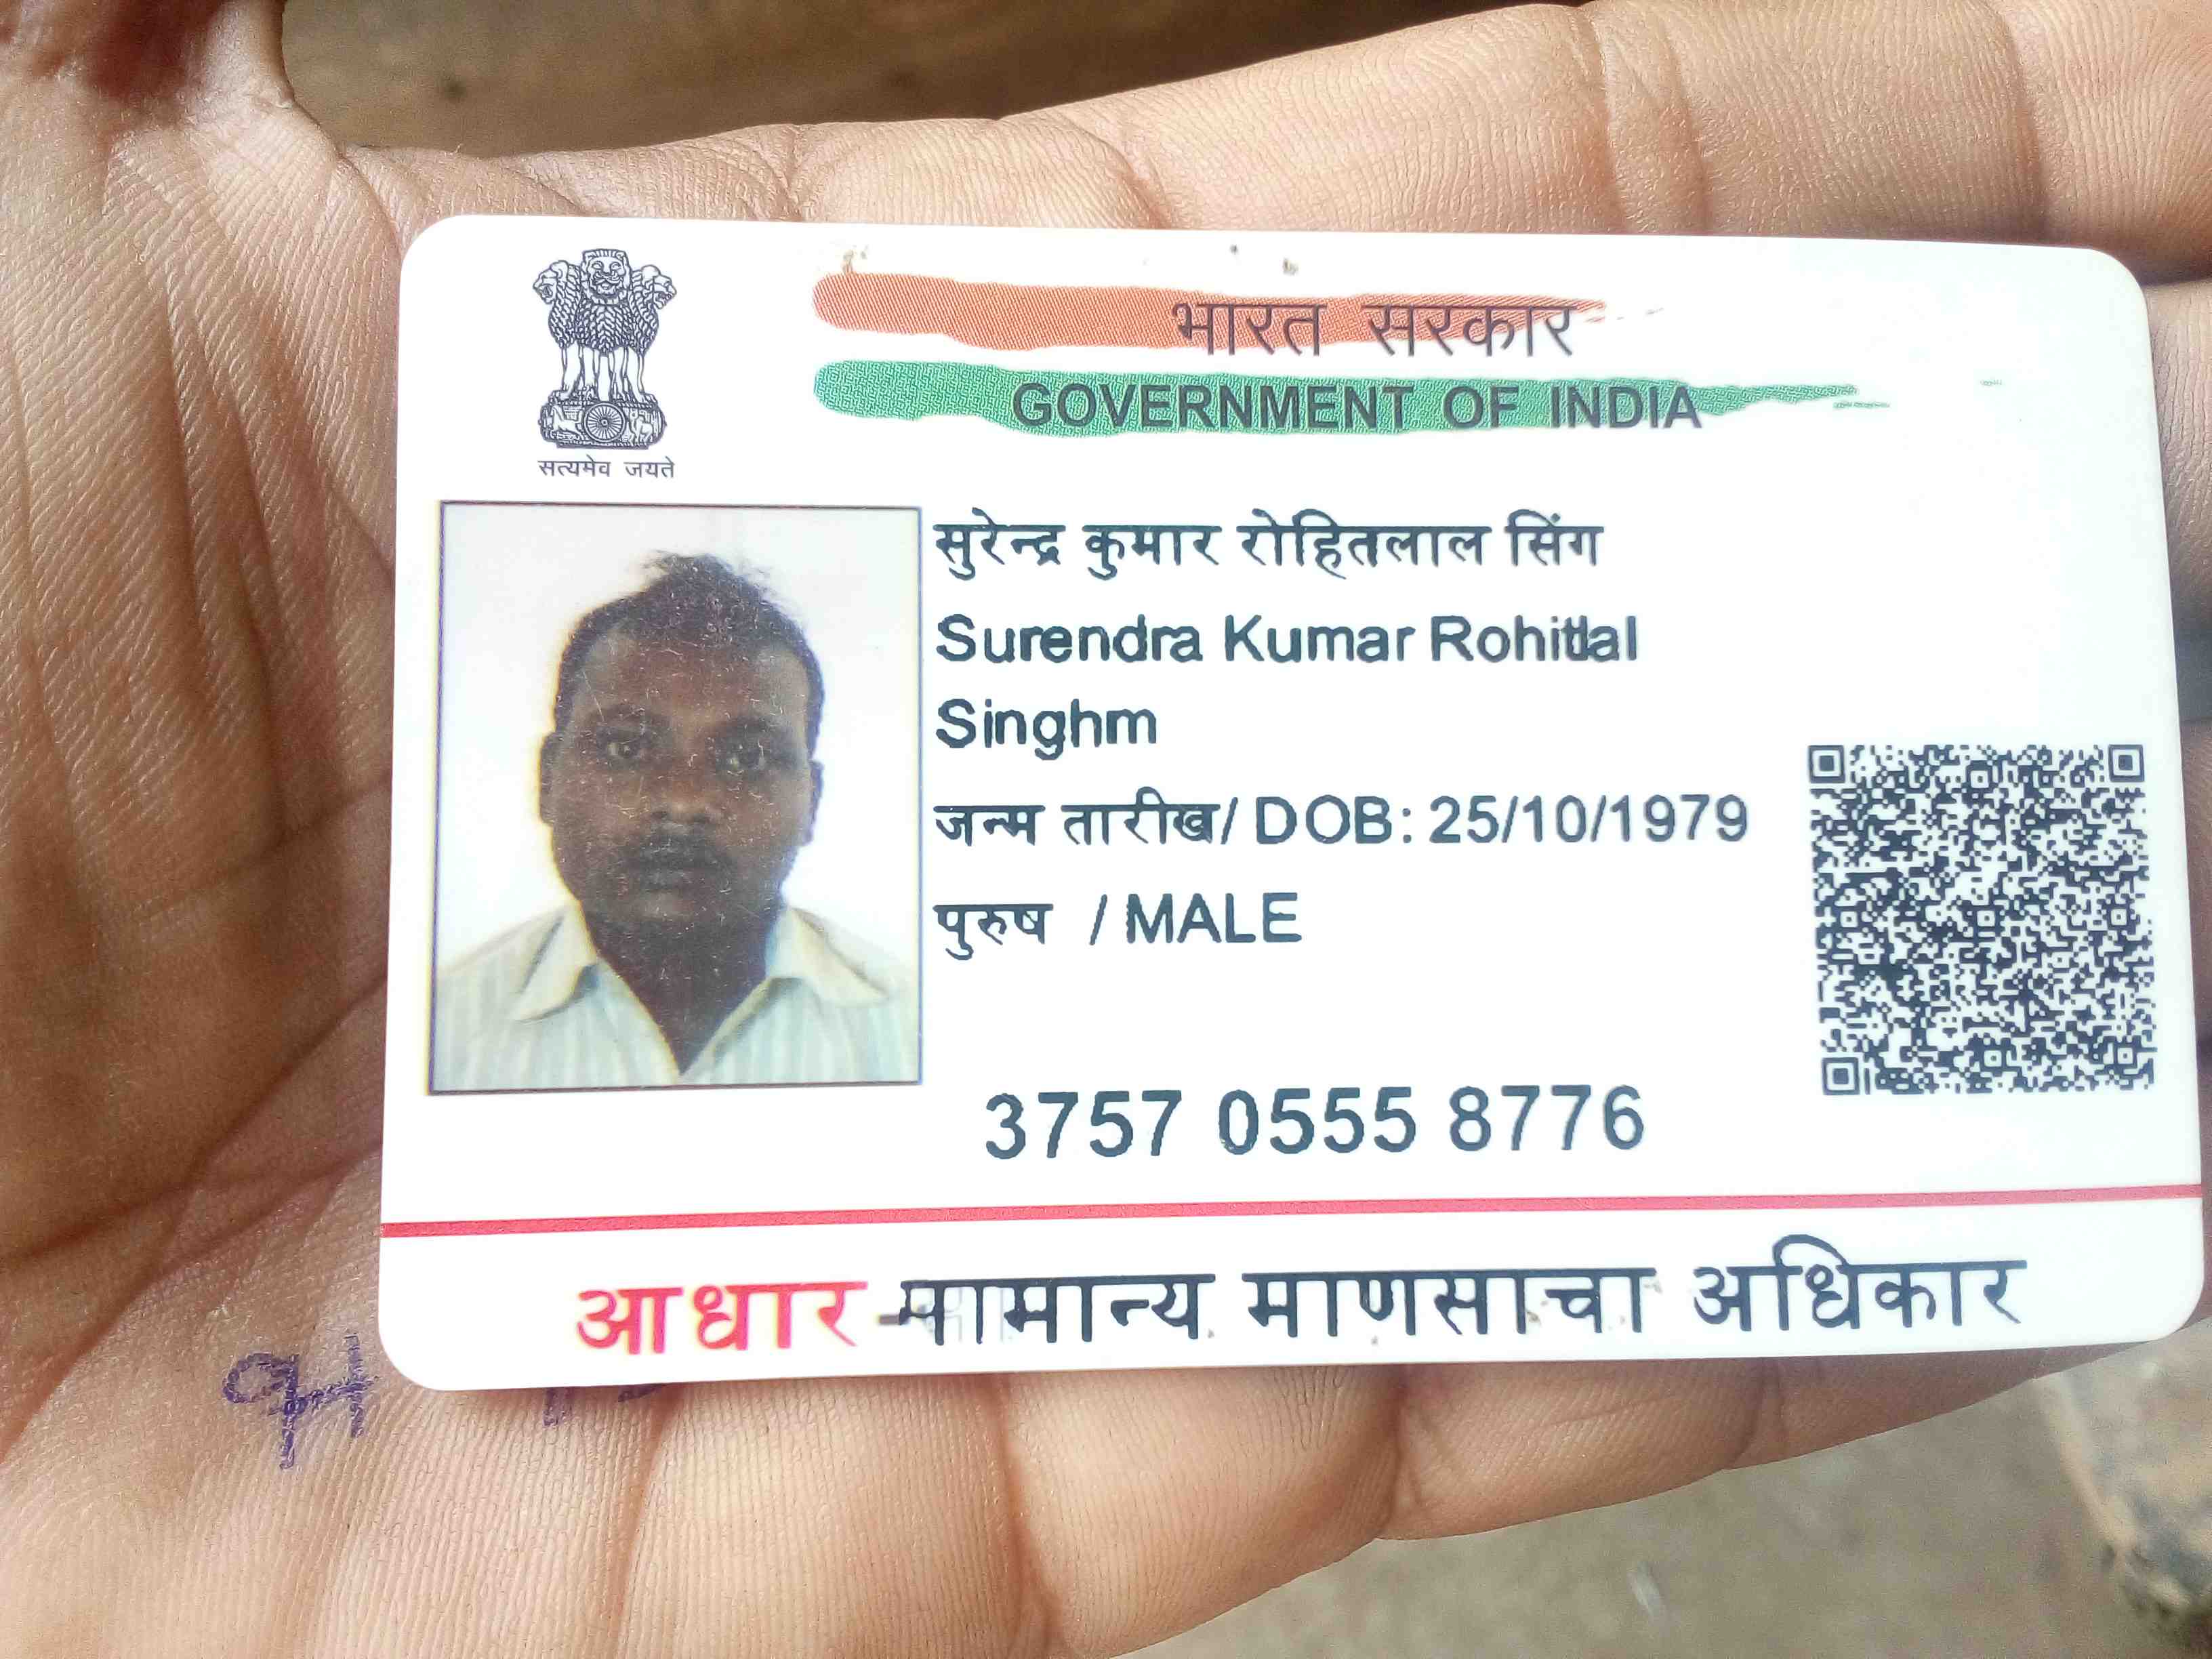 सत्यमेव जयते
भारत सरकार
GOVERNMENT OF INDIA
सुरेन्द्र कुमार रोहितलाल सिंग
Surendra Kumar Rohitlal
Singhm
जन्म तारीख/ DOB: 25/10/1979
पुरुष / MALE
3757 0555 8776
आधार - सामान्य माणसाचा अधिकार